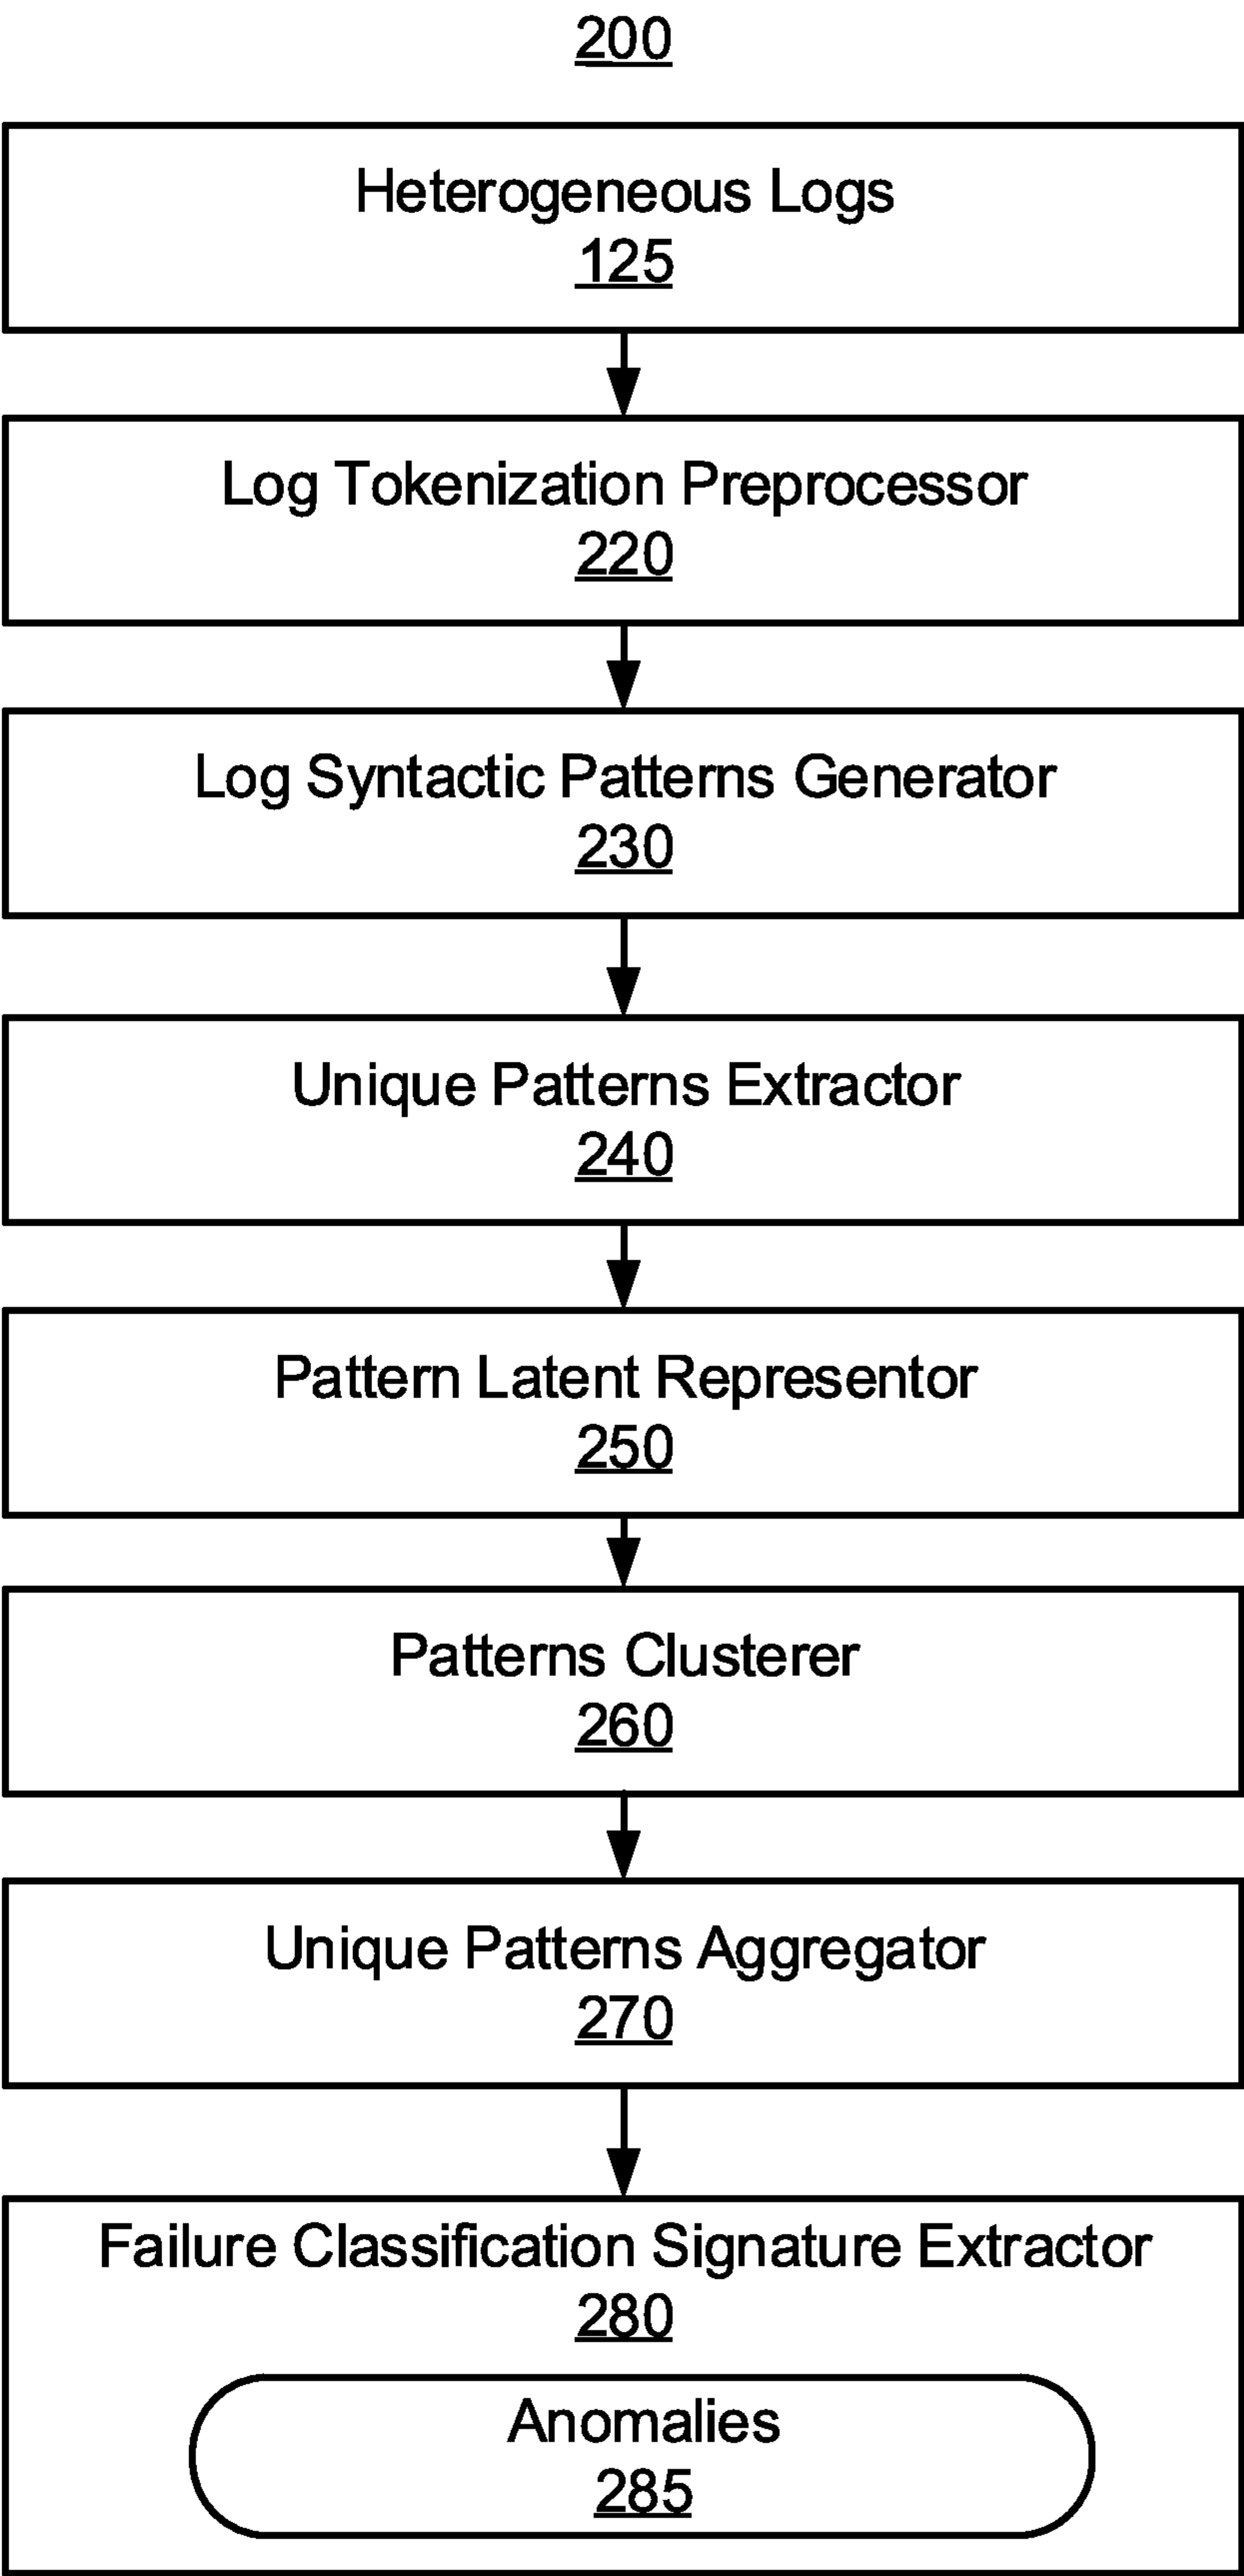 200
Heterogeneous Logs
125
Log Tokenization Preprocessor
220
Log Syntactic Patterns Generator
230
Unique Patterns Extractor
240
Pattern Latent Representor
250
Patterns Clusterer
260
Unique Patterns Aggregator
270
Failure Classification Signature Extractor
280
Anomalies
285